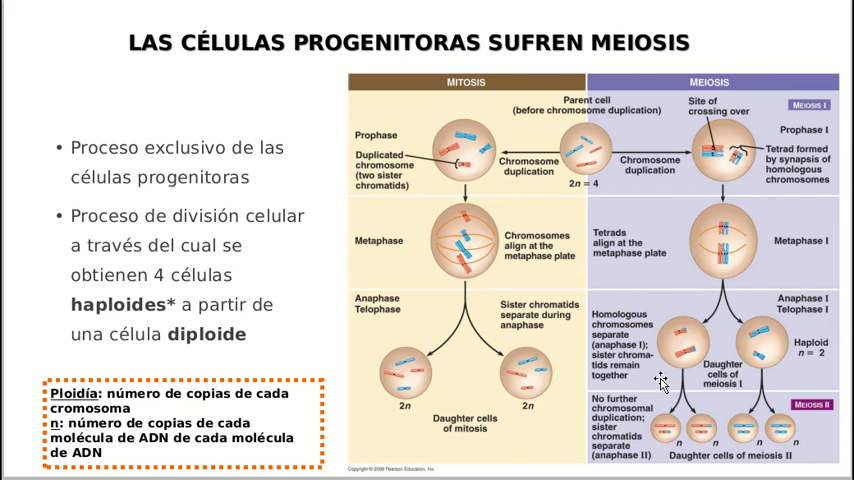 LAS CÉLULAS PROGENITORAS SUFREN MEIOSIS
• Proceso exclusivo de las
células progenitoras
• Proceso de división celular
a través del cual se
obtienen 4 células
haploides* a partir de
una célula diploide
Ploidía: número de copias de cada
cromosoma
n: número de copias de cada
molécula de ADN de cada molécula
de ADN
MITOSIS
MEIOSIS
Parent cell
(before chromosome duplication)
Site of
crossing over
MEIOSIS I
Prophase
Duplicated
chromosome
(two sister
chromatids)
Chromosome
duplication
2n = 4
Chromosome
duplication
Prophase I
Tetrad formed
by synapsis of
homologous
chromosomes
Metaphase
Chromosomes
align at the
metaphase plate
Tetrads
align at the
metaphase plate
Metaphase I
Anaphase
Telophase
Sister chromatids
separate during
anaphase
2n
2n
Daughter cells
of mitosis
Homologous
chromosomes
separate
(anaphase I);
sister chroma-
tids remain
together
Anaphase I
Telophase I
Haploid
n = 2
Daughter
cells of
meiosis I
No further
chromosomal
duplication;
sister
chromatids
separate
(anaphase II)
MEIOSIS II
n
n
n
n
Daughter cells of meiosis II
Copyright © 2009 Pearson Education, Inc.